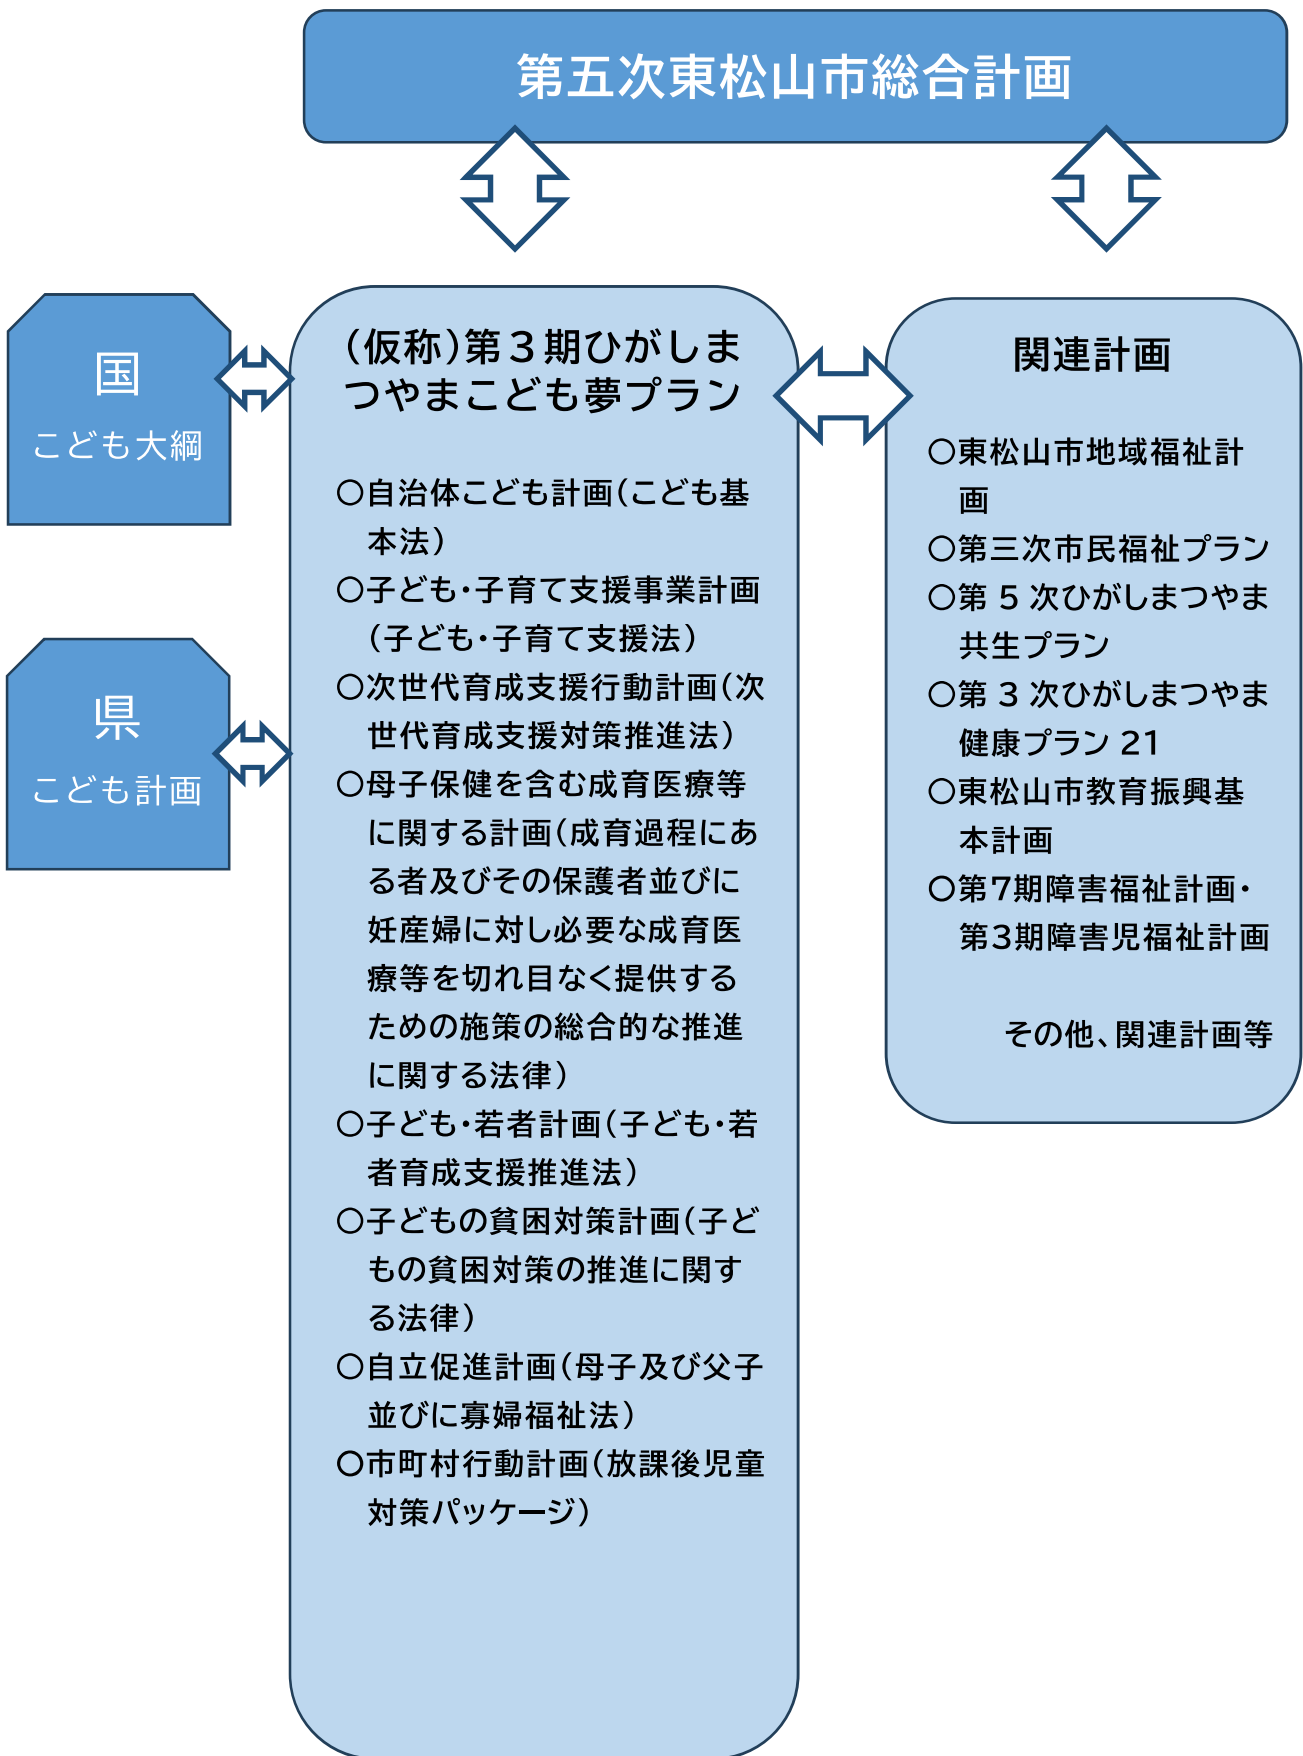 第五次東松山市総合計画
国
こども大綱
県
こども計画
（仮称）第３期ひがしま
つやまこども夢プラン
〇自治体こども計画（こども基
本法）
〇子ども・子育て支援事業計画
（子ども・子育て支援法）
〇次世代育成支援行動計画（次
世代育成支援対策推進法）
〇母子保健を含む成育医療等
に関する計画（成育過程にあ
る者及びその保護者並びに
妊産婦に対し必要な成育医
療等を切れ目なく提供する
ための施策の総合的な推進
に関する法律）
〇子ども・若者計画（子ども・若
者育成支援推進法）
〇子どもの貧困対策計画（子ど
もの貧困対策の推進に関す
る法律）
〇自立促進計画（母子及び父子
並びに寡婦福祉法）
〇市町村行動計画（放課後児童
対策パッケージ）
関連計画
〇東松山市地域福祉計
画
〇第三次市民福祉プラン
〇第 5 次ひがしまつやま
共生プラン
〇第 3 次ひがしまつやま
健康プラン 21
〇東松山市教育振興基
本計画
〇第７期障害福祉計画・
第３期障害児福祉計画
その他、関連計画等